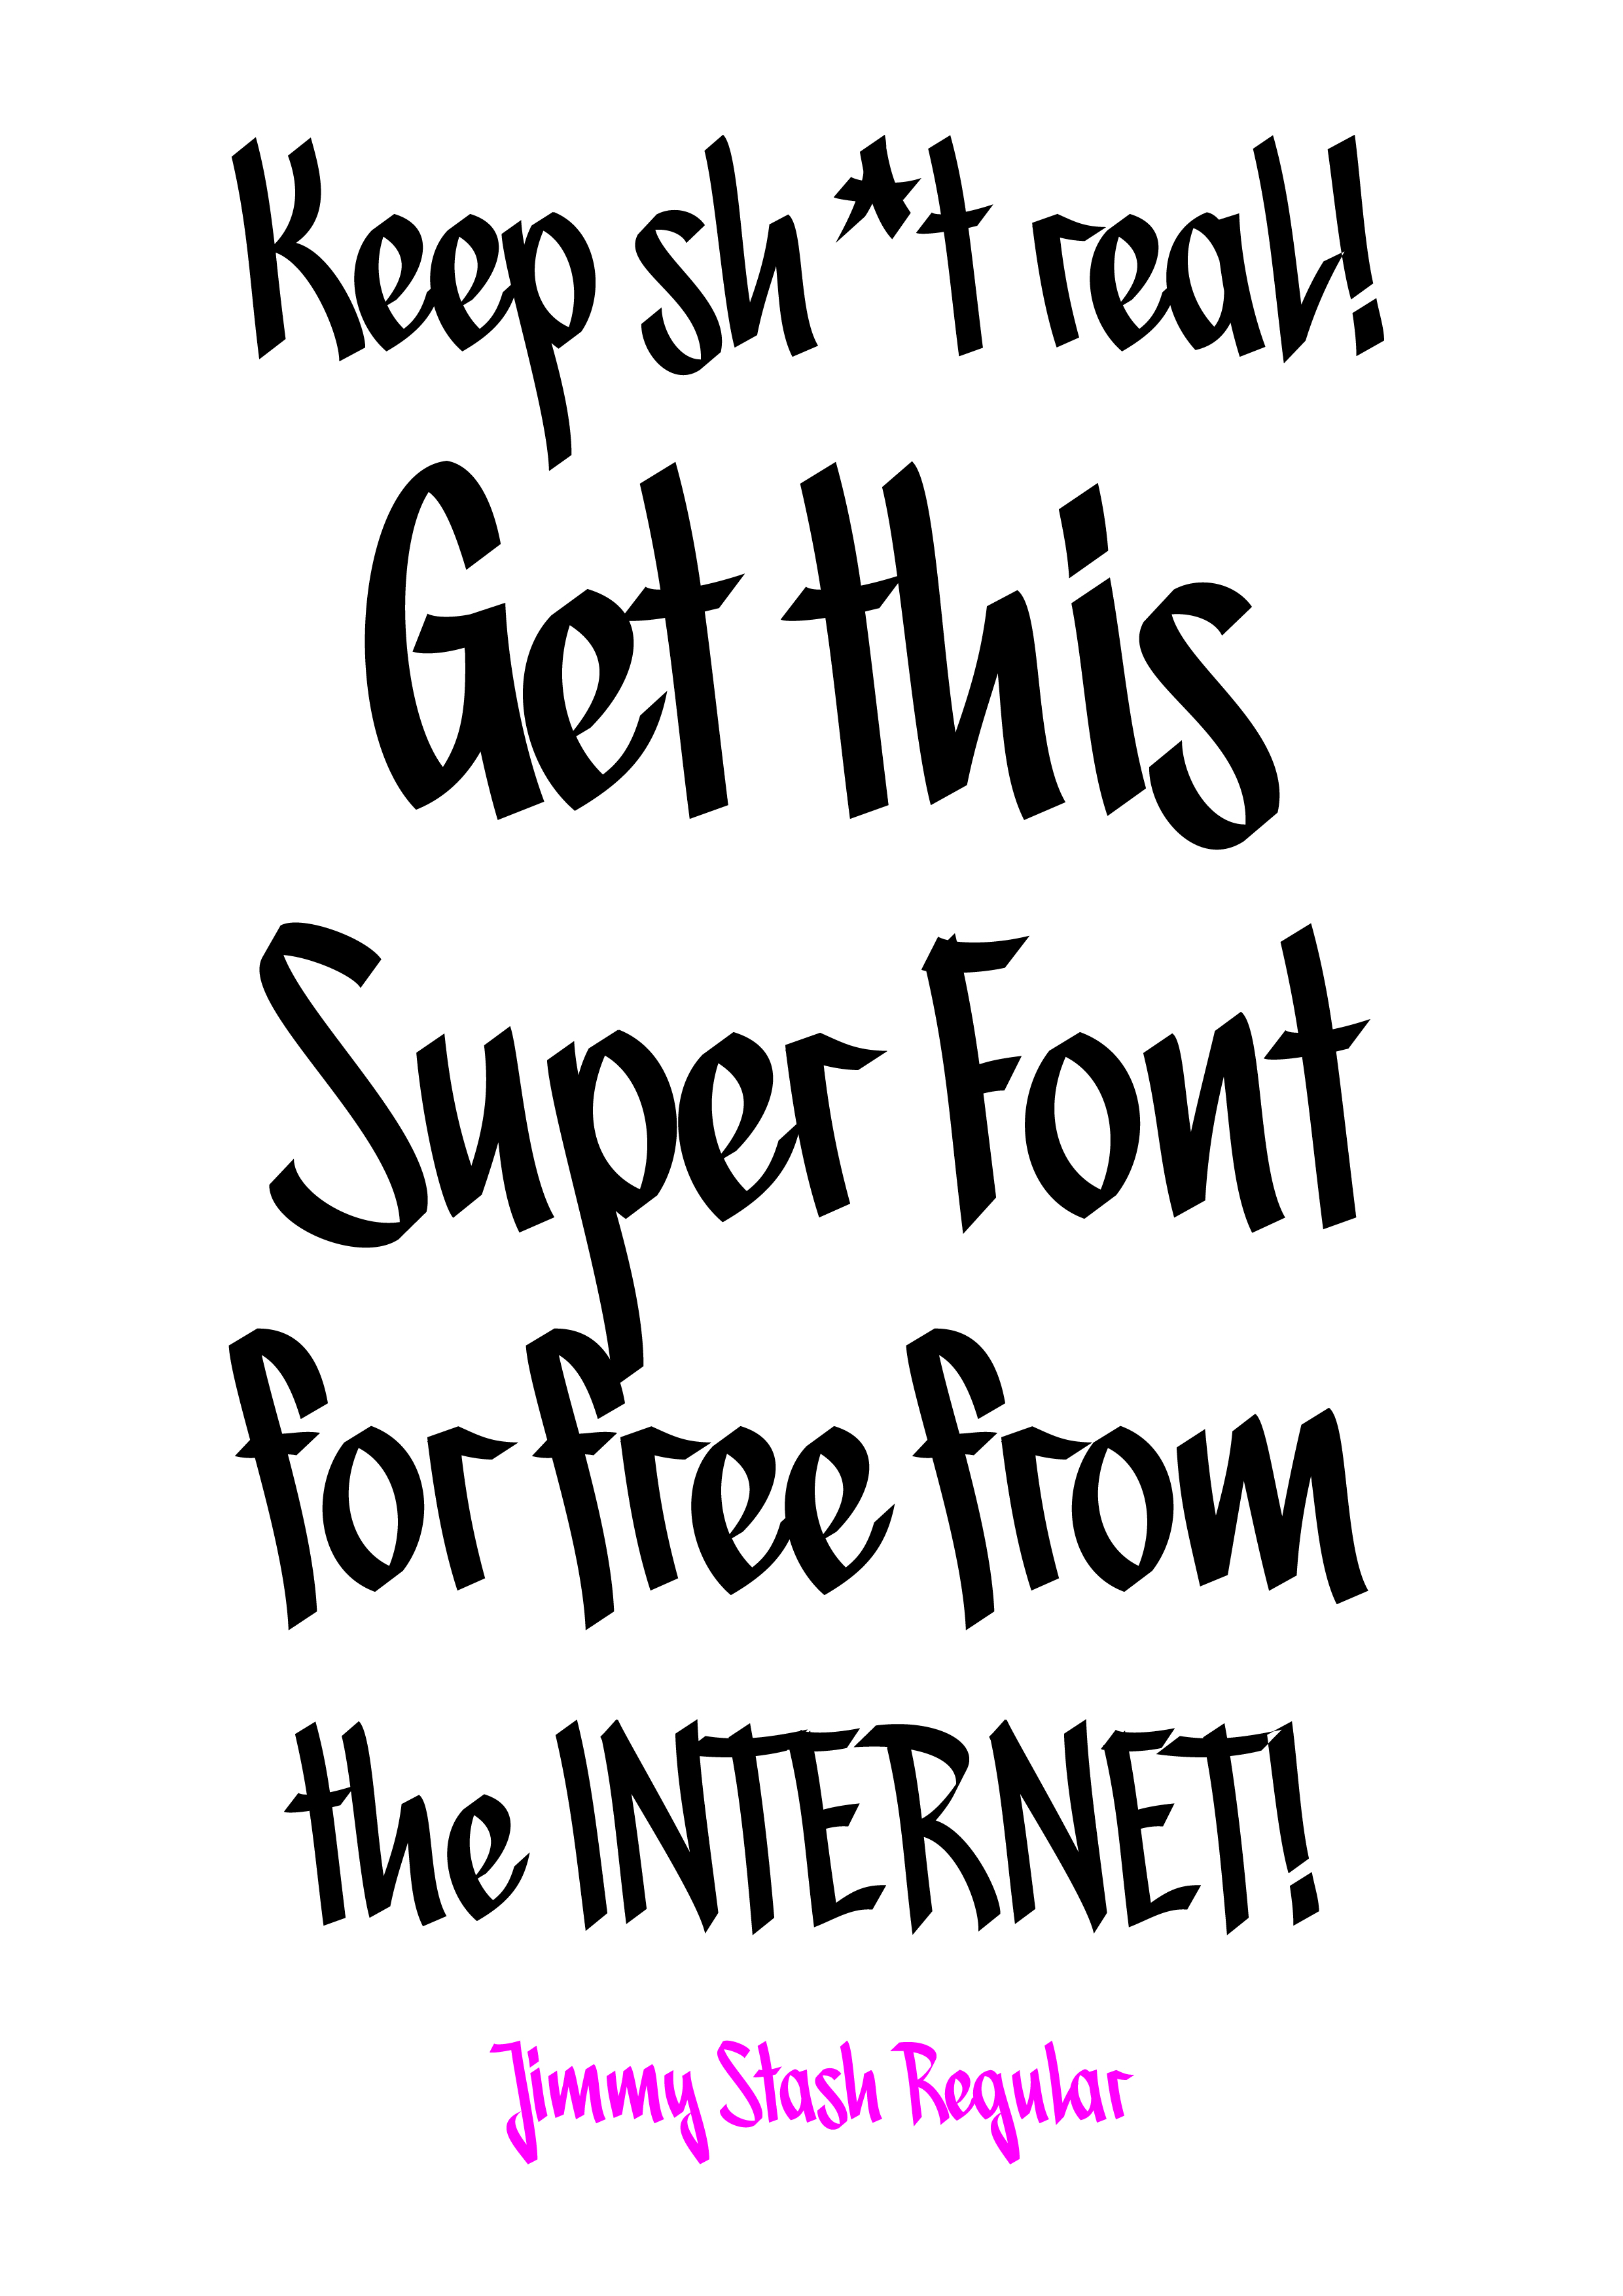 Keep sh*t real!
Get this
Super Font
for free from
the INTERNET!
Jimmy Stash Regular